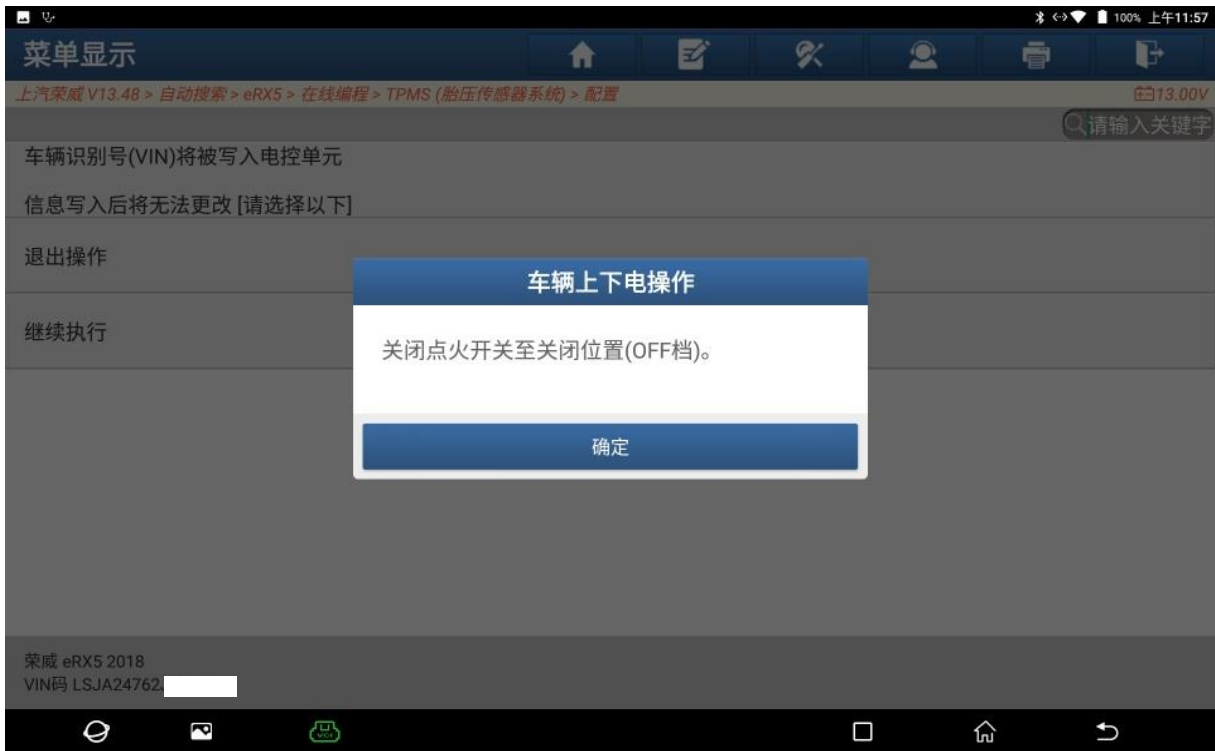 100% 上午11:57
菜单显示
上汽荣威 V13.48 > 自动搜索 > eRX5 > 在线编程 > TPMS (胎压传感器系统) > 配置
13.00V
请输入关键字
车辆识别号(VIN)将被写入电控单元
信息写入后将无法更改 [请选择以下]
退出操作
车辆上下电操作
继续执行
关闭点火开关至关闭位置(OFF档)。
确定
荣威 eRX5 2018
VIN码 LSJA24762
VCI